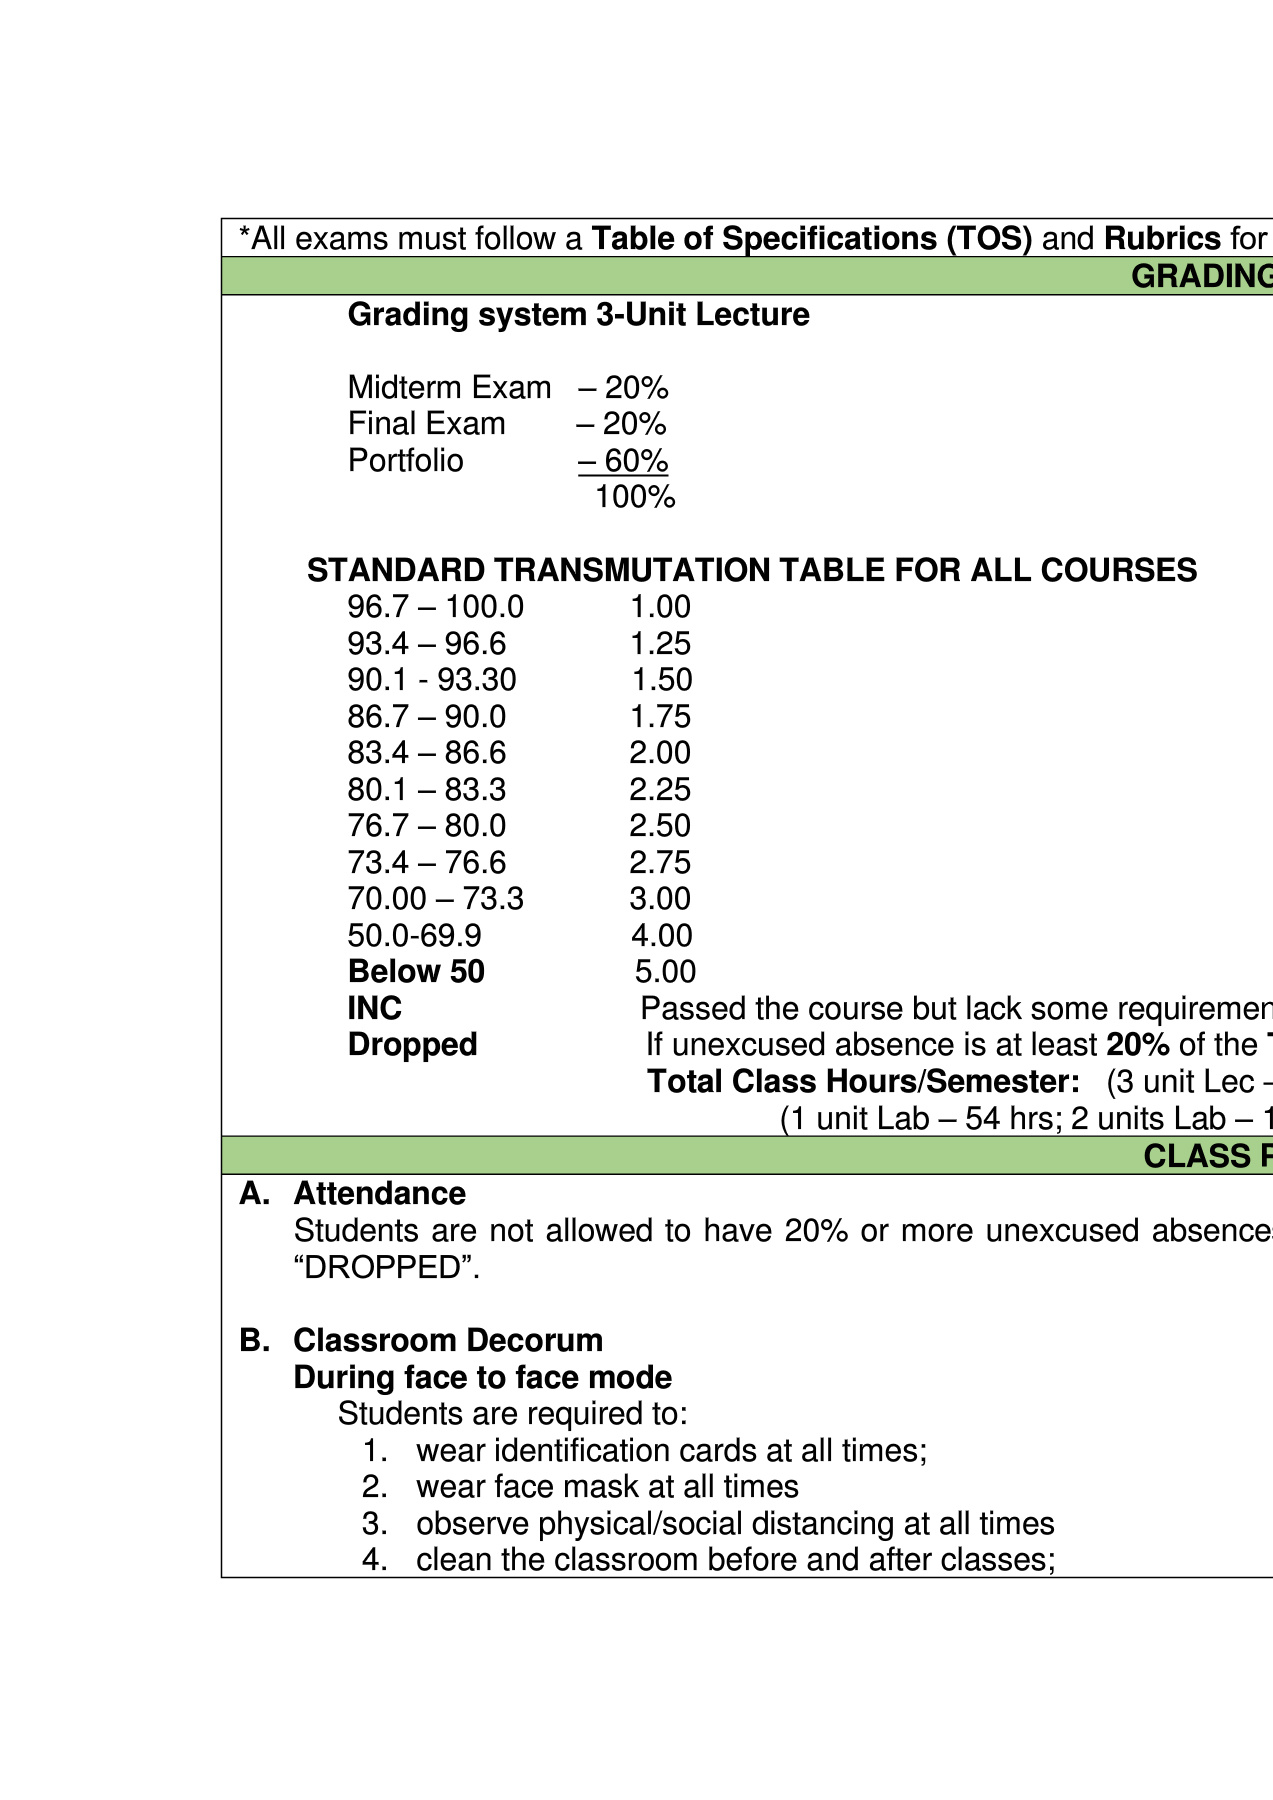 *All exams must follow a Table of Specifications (TOS) and Rubrics for
GRADING
Grading system 3-Unit Lecture
Midterm Exam – 20%
Final Exam – 20%
Portfolio – 60%
100%
STANDARD TRANSMUTATION TABLE FOR ALL COURSES
96.7 – 100.0 1.00
93.4 – 96.6 1.25
90.1 - 93.30 1.50
86.7 – 90.0 1.75
83.4 – 86.6 2.00
80.1 – 83.3 2.25
76.7 – 80.0 2.50
73.4 – 76.6 2.75
70.00 – 73.3 3.00
50.0-69.9 4.00
Below 50 5.00
INC Passed the course but lack some
Dropped If unexcused absence is at least 20% of the
Total Class Hours/Semester: (3 unit Lec –
(1 unit Lab – 54 hrs; 2 units Lab –
CLASS
A. Attendance
Students are not allowed to have 20% or more unexcused
“DROPPED”.
B. Classroom Decorum
During face to face mode
Students are required to:
1. wear identification cards at all times;
2. wear face mask at all times
3. observe physical/social distancing at all times
4. clean the classroom before and after classes;